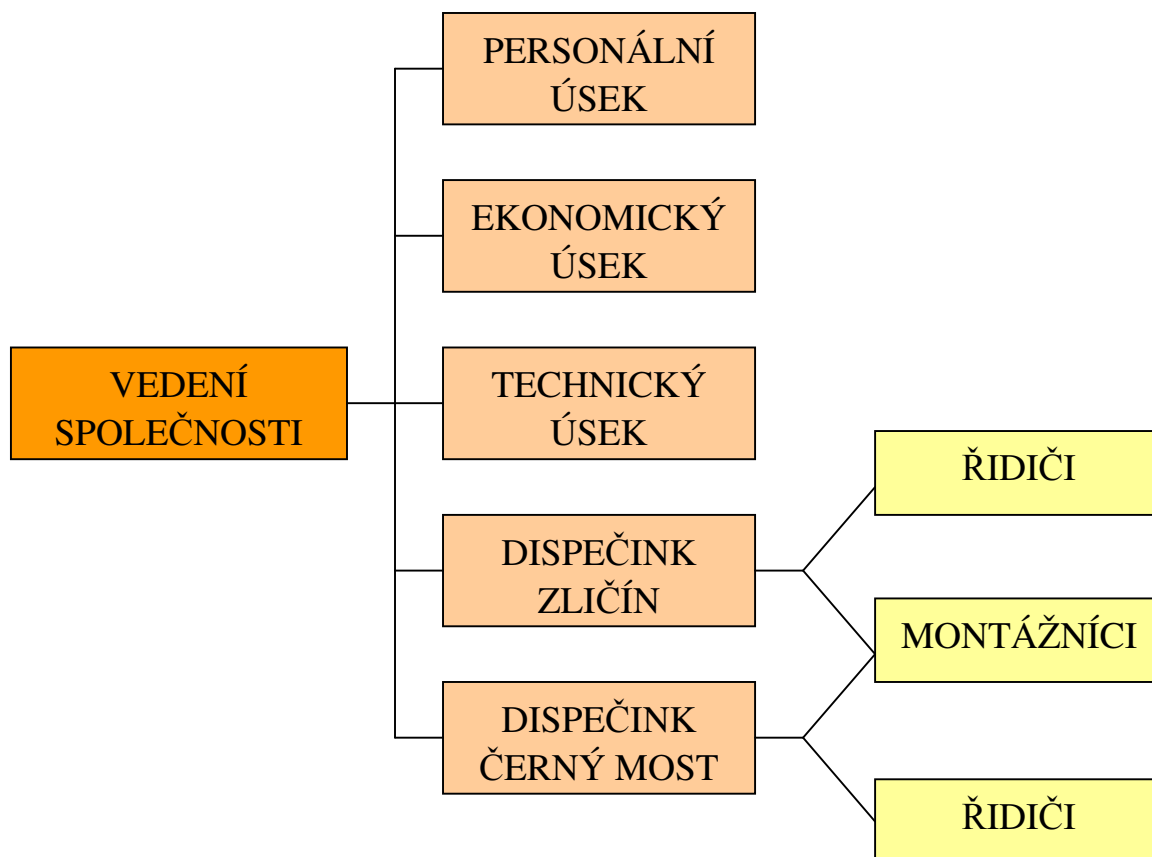 PERSONÁLNÍ
ÚSEK
EKONOMICKÝ
ÚSEK
VEDENÍ
SPOLEČNOSTI
TECHNICKÝ
ÚSEK
ŘIDIČI
DISPEČINK
ZLIČÍN
MONTÁŽNÍCI
DISPEČINK
ČERNÝ MOST
ŘIDIČI